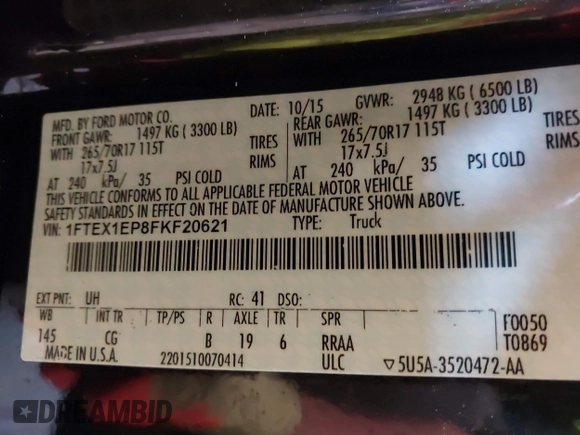 MFD. BY FORD MOTOR CO.
DATE: 10/15 GVWR: 2948 KG ( 6500 LB)
FRONT GAWR: 1497 KG ( 3300 LB)
REAR GAWR: 1497 KG ( 3300 LB)
WITH 265/70R17 115T TIRES
WITH 265/70R17 115T TIRES
17x7.5J RIMS
17x7.5J RIMS
AT 240 kPa/ 35 PSI COLD
AT 240 kPa/ 35 PSI COLD
THIS VEHICLE CONFORMS TO ALL APPLICABLE FEDERAL MOTOR VEHICLE
SAFETY STANDARDS IN EFFECT ON THE DATE OF MANUFACTURE SHOWN ABOVE.
VIN: 1FTEX1EP8FKF20621 TYPE: Truck
EXT PNT: UH RC: 41 DSO:
WB INT TR TP/PS R AXLE TR SPR F0050
145 CG B 19 6 RRAA T0869
MADE IN U.S.A. 2201510070414 ULC ▽5U5A-3520472-AA
DREAMBID